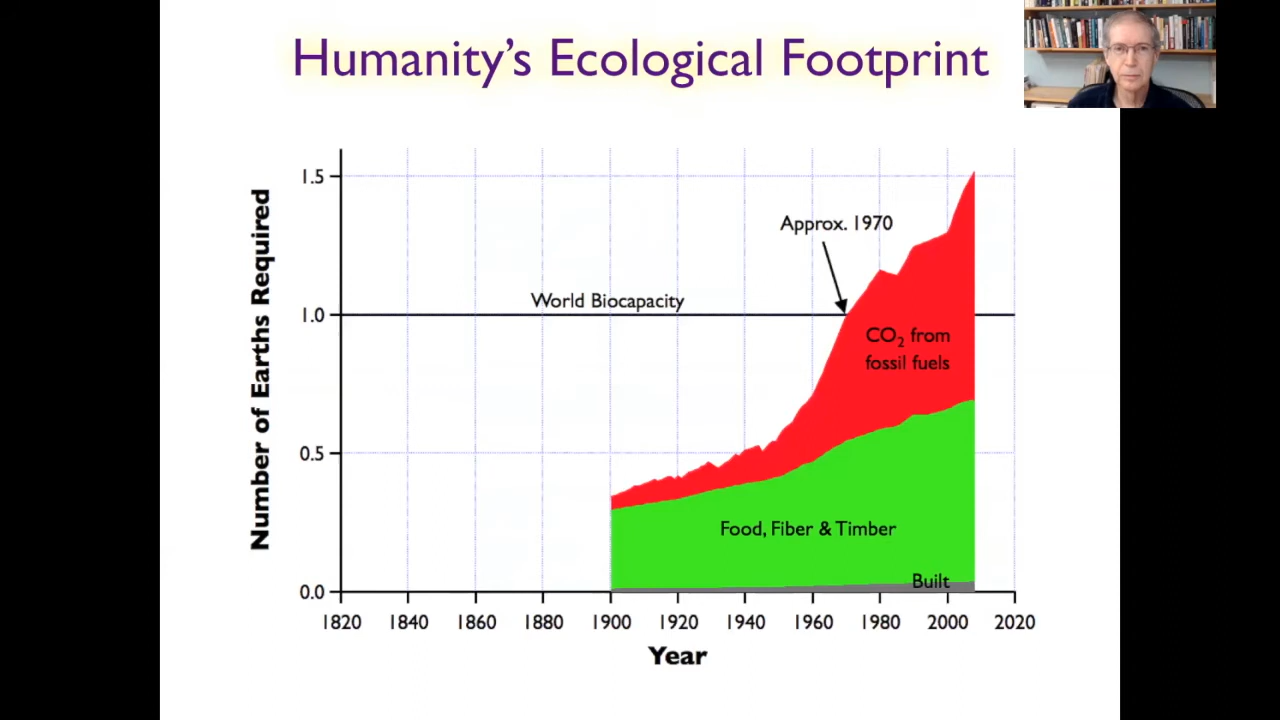 Humanity's Ecological Footprint
Number of Earths Required
1.5
1.0
0.5
0.0
Approx. 1970
World Biocapacity
CO₂ from
fossil fuels
Food, Fiber & Timber
Built
1820 1840 1860 1880 1900 1920 1940 1960 1980 2000 2020
Year